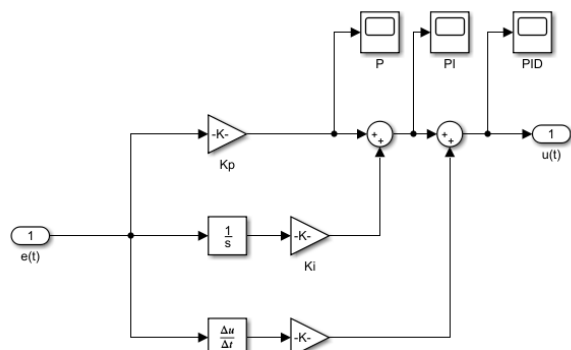 P
PI
PID
-K-
Kp
+
+
+
+
1
u(t)
1
e(t)
1
s
-K-
Ki
Δu
Δt
-K-